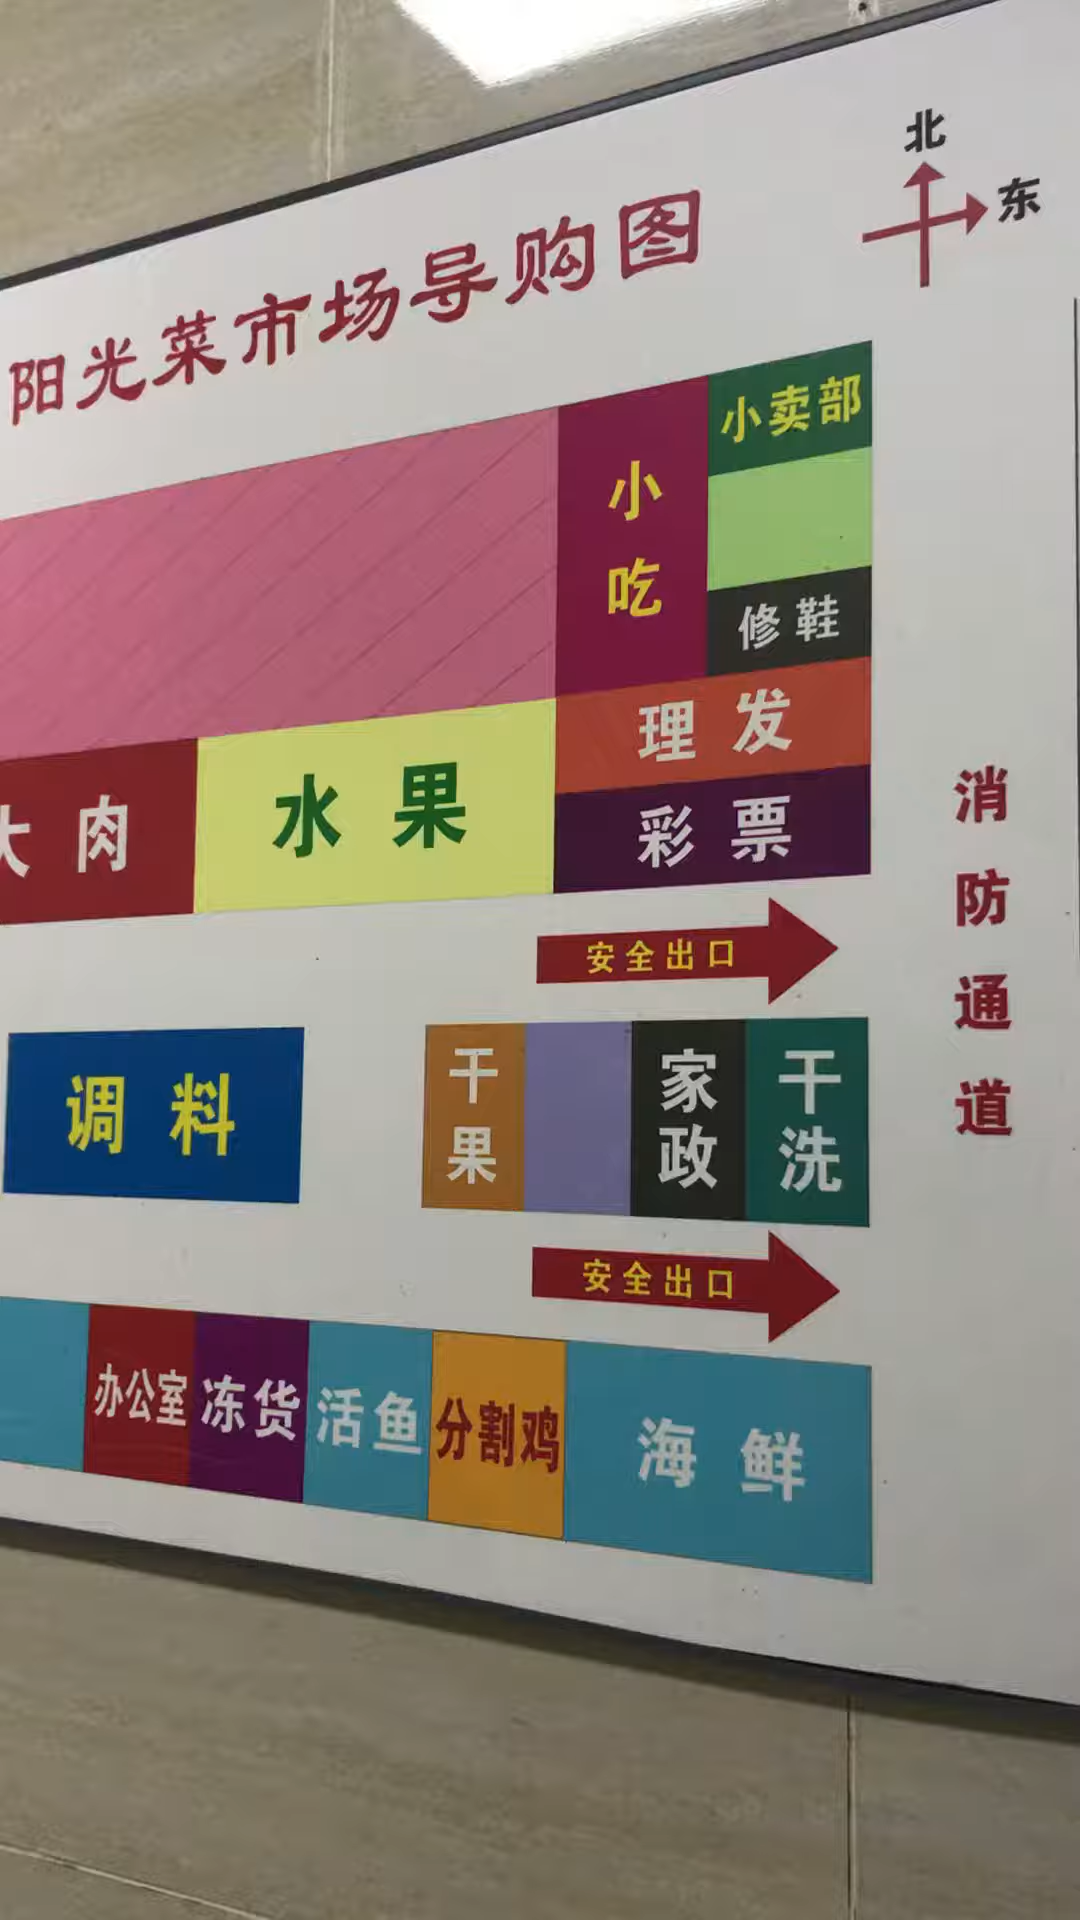 北
东
阳光菜市场导购图
小卖部
小吃
修鞋
理发
大肉
水果
彩票
消防通道
安全出口
调料
干果
家政
干洗
安全出口
办公室
冻货
活鱼
分割鸡
海鲜